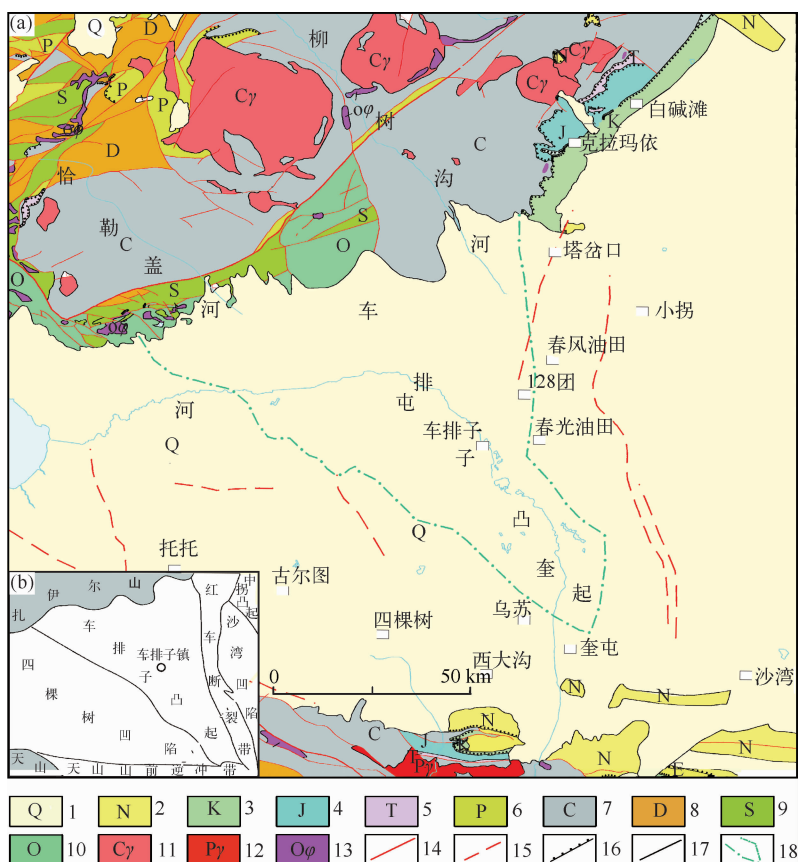 (a)
Q
D
P
S
P
P
Cγ
柳
Cγ
Cγ
N
T
N
οφ
树
白碱滩
K
οφ
D
C
J
克拉玛依
恰
沟
勒
C
S
河
盖
O
塔岔口
O
S
河
车
小拐
οφ
春风油田
排
128团
河
屯
Q
车排子
春光油田
子
Q
凸
托托
奎
古尔图
起
四棵树
乌苏
奎屯
西大沟
沙湾
0
50 km
N
N
N
C
J
N
N
T
Pγ
E
(b)
扎 伊 尔 山
红 车 断 裂 带
中 拐 凸 起
沙 湾 凹 陷
车 排 子 凸 起
车排子镇
四 棵 树 凹 陷
天 山
天 山 山 前 逆 冲 带
Q 1 N 2 K 3 J 4 T 5 P 6 C 7 D 8 S 9
O 10 Cγ 11 Pγ 12 Oφ 13 14 15 16 17 18